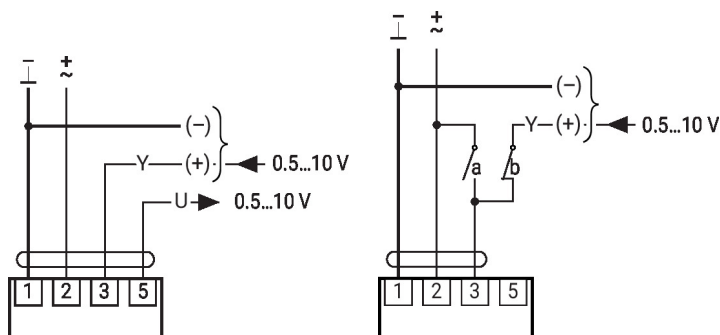 − +
⊥ ~
(−)
Y (+) 0.5...10 V
U 0.5...10 V
1 2 3 5
− +
⊥ ~
(−)
Y (+) 0.5...10 V
a b
1 2 3 5